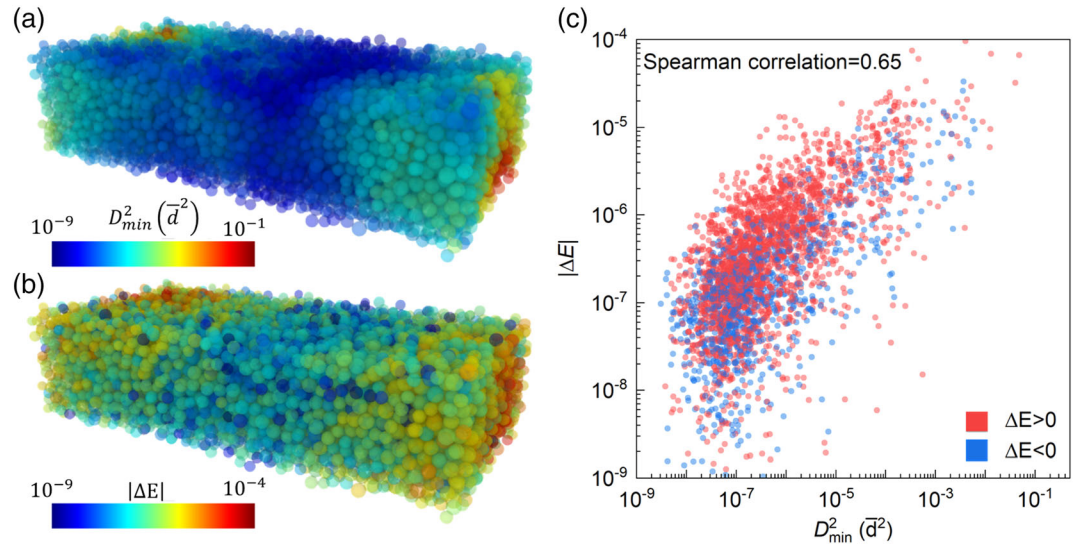 (a)
10⁻⁹ D²min (d̅²) 10⁻¹
(b)
10⁻⁹ |ΔE| 10⁻⁴
(c)
Spearman correlation=0.65
10⁻⁴
10⁻⁵
10⁻⁶
10⁻⁷
10⁻⁸
10⁻⁹
|ΔE|
ΔE>0
ΔE<0
10⁻⁹ 10⁻⁷ 10⁻⁵ 10⁻³ 10⁻¹
D²min (d̅²)